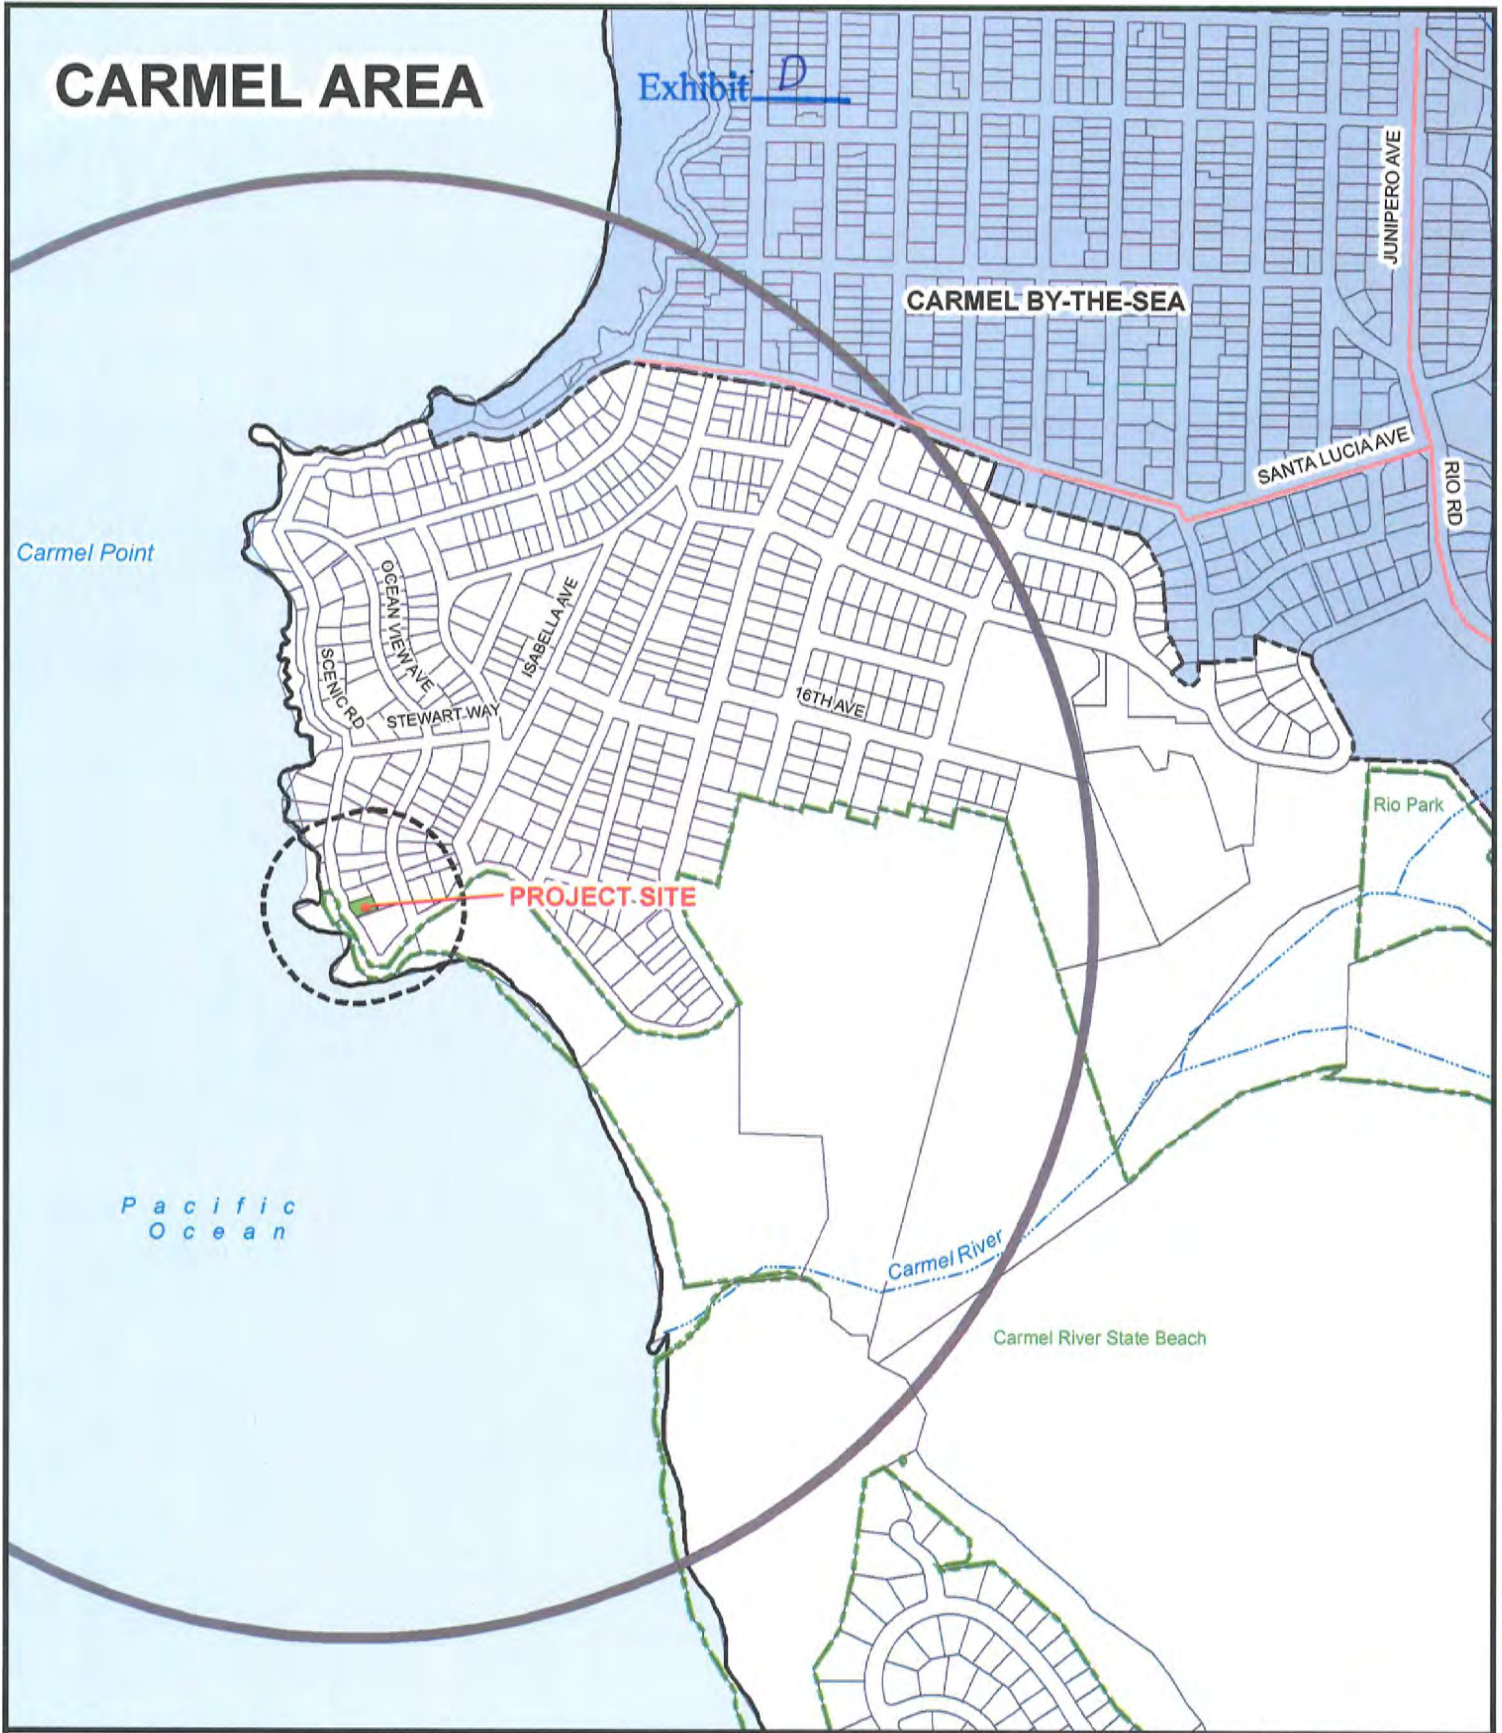 CARMEL AREA
Exhibit D
JUNIPERO AVE
CARMEL BY-THE-SEA
SANTA LUCIA AVE
RIO RD
Carmel Point
OCEAN VIEW AVE
ISABELLA AVE
SCENIC RD
STEWART WAY
16TH AVE
Rio Park
PROJECT SITE
Pacific
Ocean
Carmel River
Carmel River State Beach